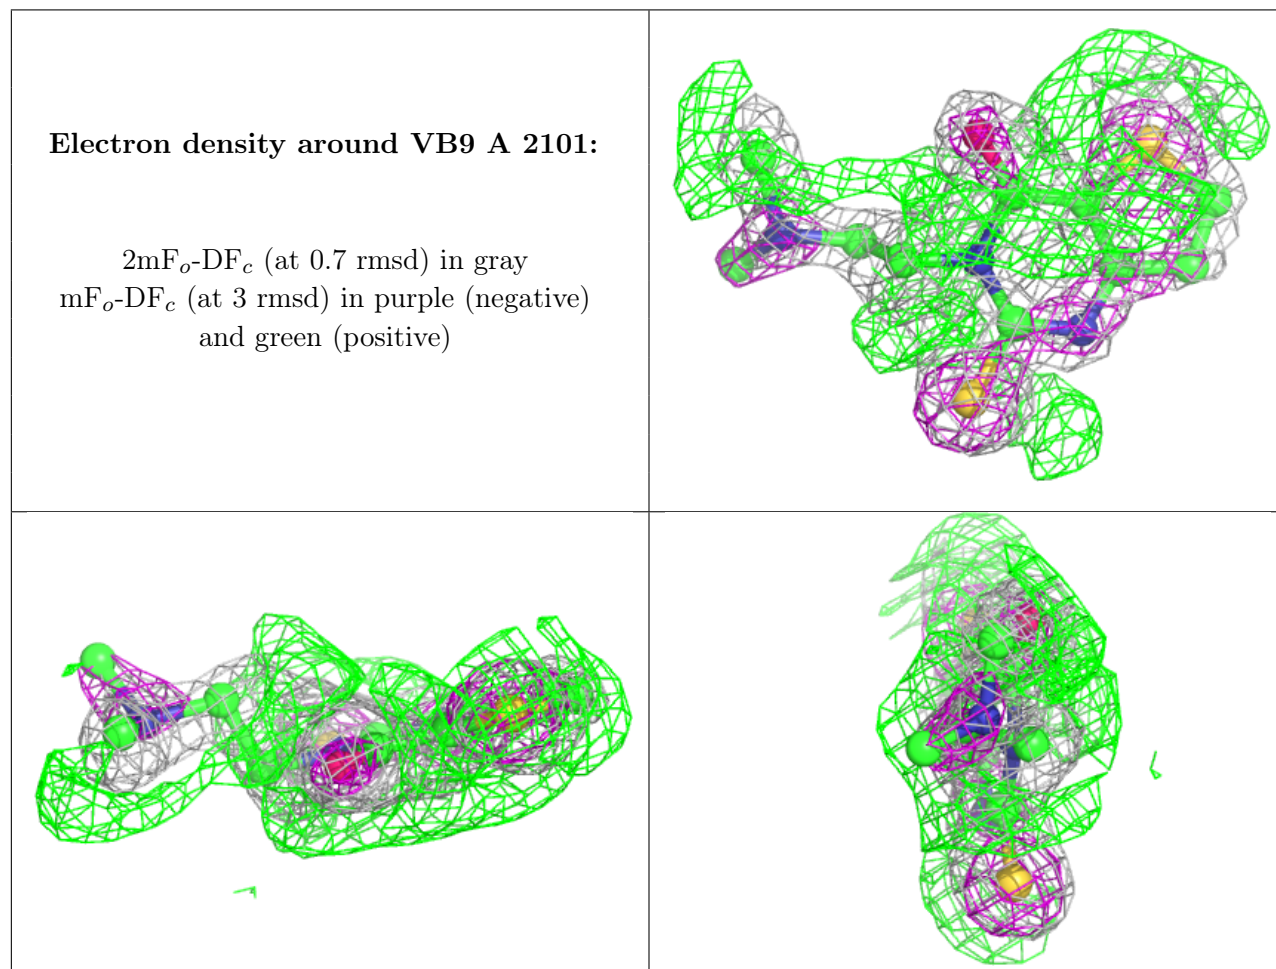 Electron density around VB9 A 2101:
2mFₒ-DF𝒸 (at 0.7 rmsd) in gray
mFₒ-DF𝒸 (at 3 rmsd) in purple (negative)
and green (positive)